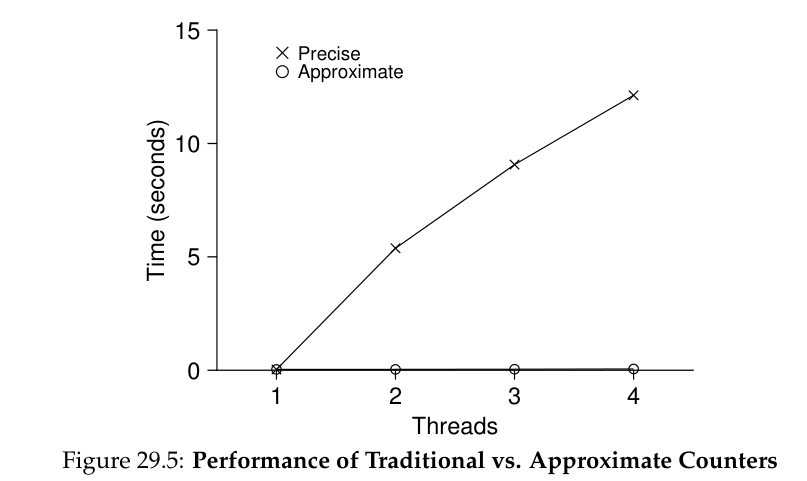 15
Precise
Approximate
10
5
0
Time (seconds)
1 2 3 4
Threads
Figure 29.5: Performance of Traditional vs. Approximate Counters